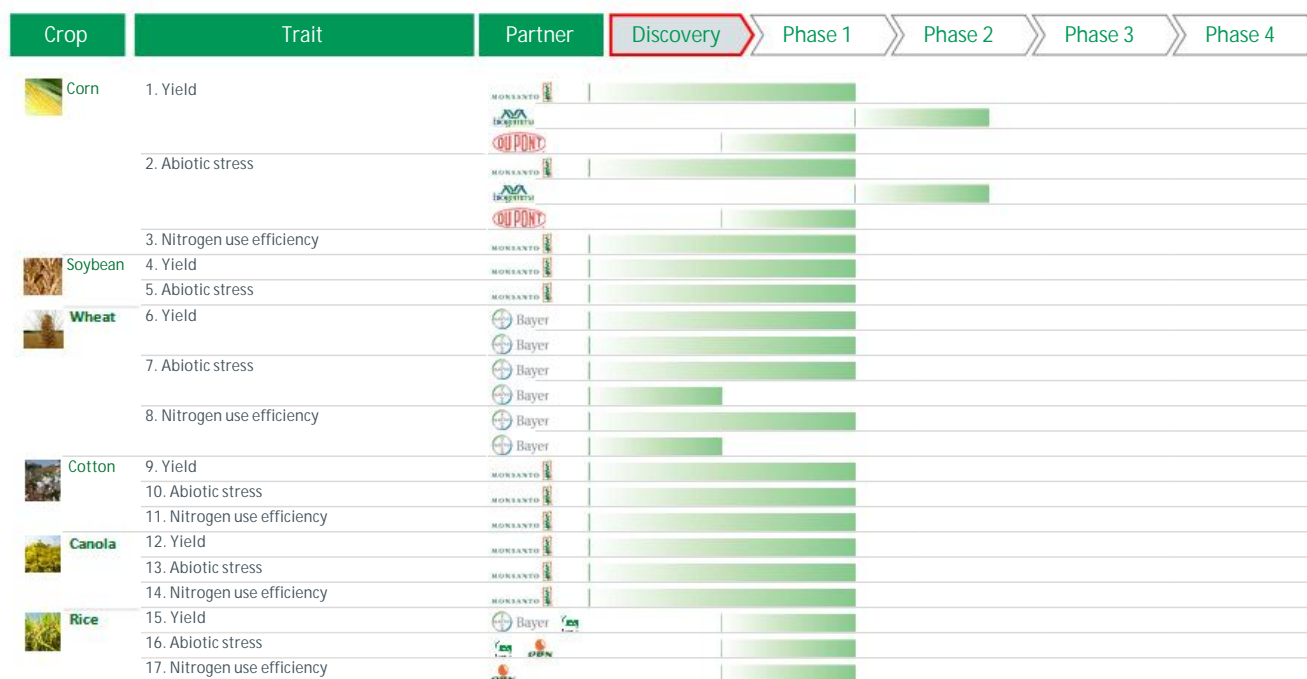 Crop Trait Partner Discovery Phase 1 Phase 2 Phase 3 Phase 4
Corn 1. Yield MONSANTO
biogemma
DUPONT
2. Abiotic stress MONSANTO
biogemma
DUPONT
3. Nitrogen use efficiency MONSANTO
Soybean 4. Yield MONSANTO
5. Abiotic stress MONSANTO
Wheat 6. Yield Bayer
Bayer
7. Abiotic stress Bayer
Bayer
8. Nitrogen use efficiency Bayer
Bayer
Cotton 9. Yield MONSANTO
10. Abiotic stress MONSANTO
11. Nitrogen use efficiency MONSANTO
Canola 12. Yield MONSANTO
13. Abiotic stress MONSANTO
14. Nitrogen use efficiency MONSANTO
Rice 15. Yield Bayer
16. Abiotic stress
17. Nitrogen use efficiency